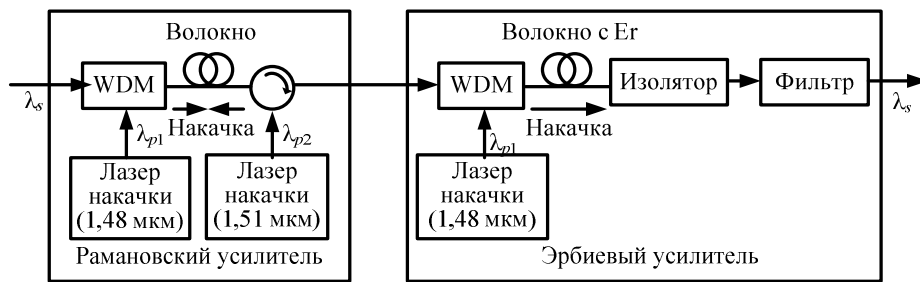 Волокно
WDM
λs
λp1
Накачка
λp2
Лазер
накачки
(1,48 мкм)
Лазер
накачки
(1,51 мкм)
Рамановский усилитель
Волокно с Er
WDM
Изолятор
Фильтр
λs
Накачка
λp1
Лазер
накачки
(1,48 мкм)
Эрбиевый усилитель